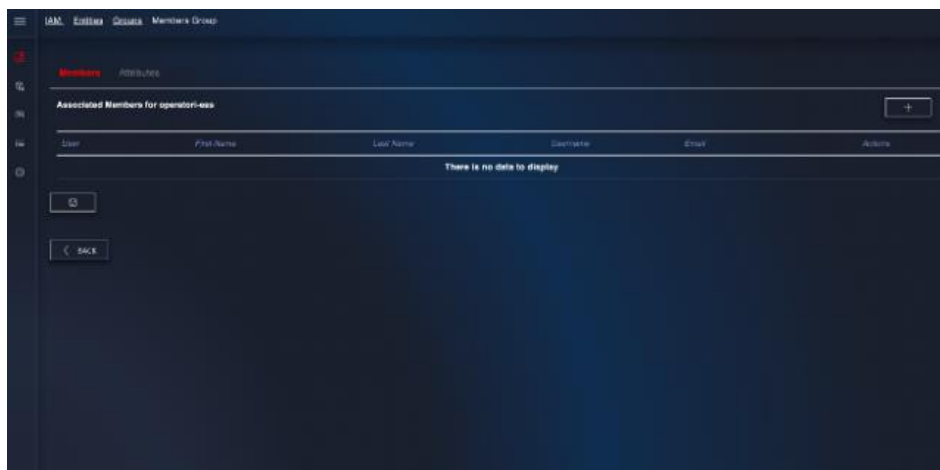 IAM Entities Groups Members Group
Members Attributes
Associated Members for operatori-eas
+
User First Name Last Name Username Email Actions
There is no data to display
BACK